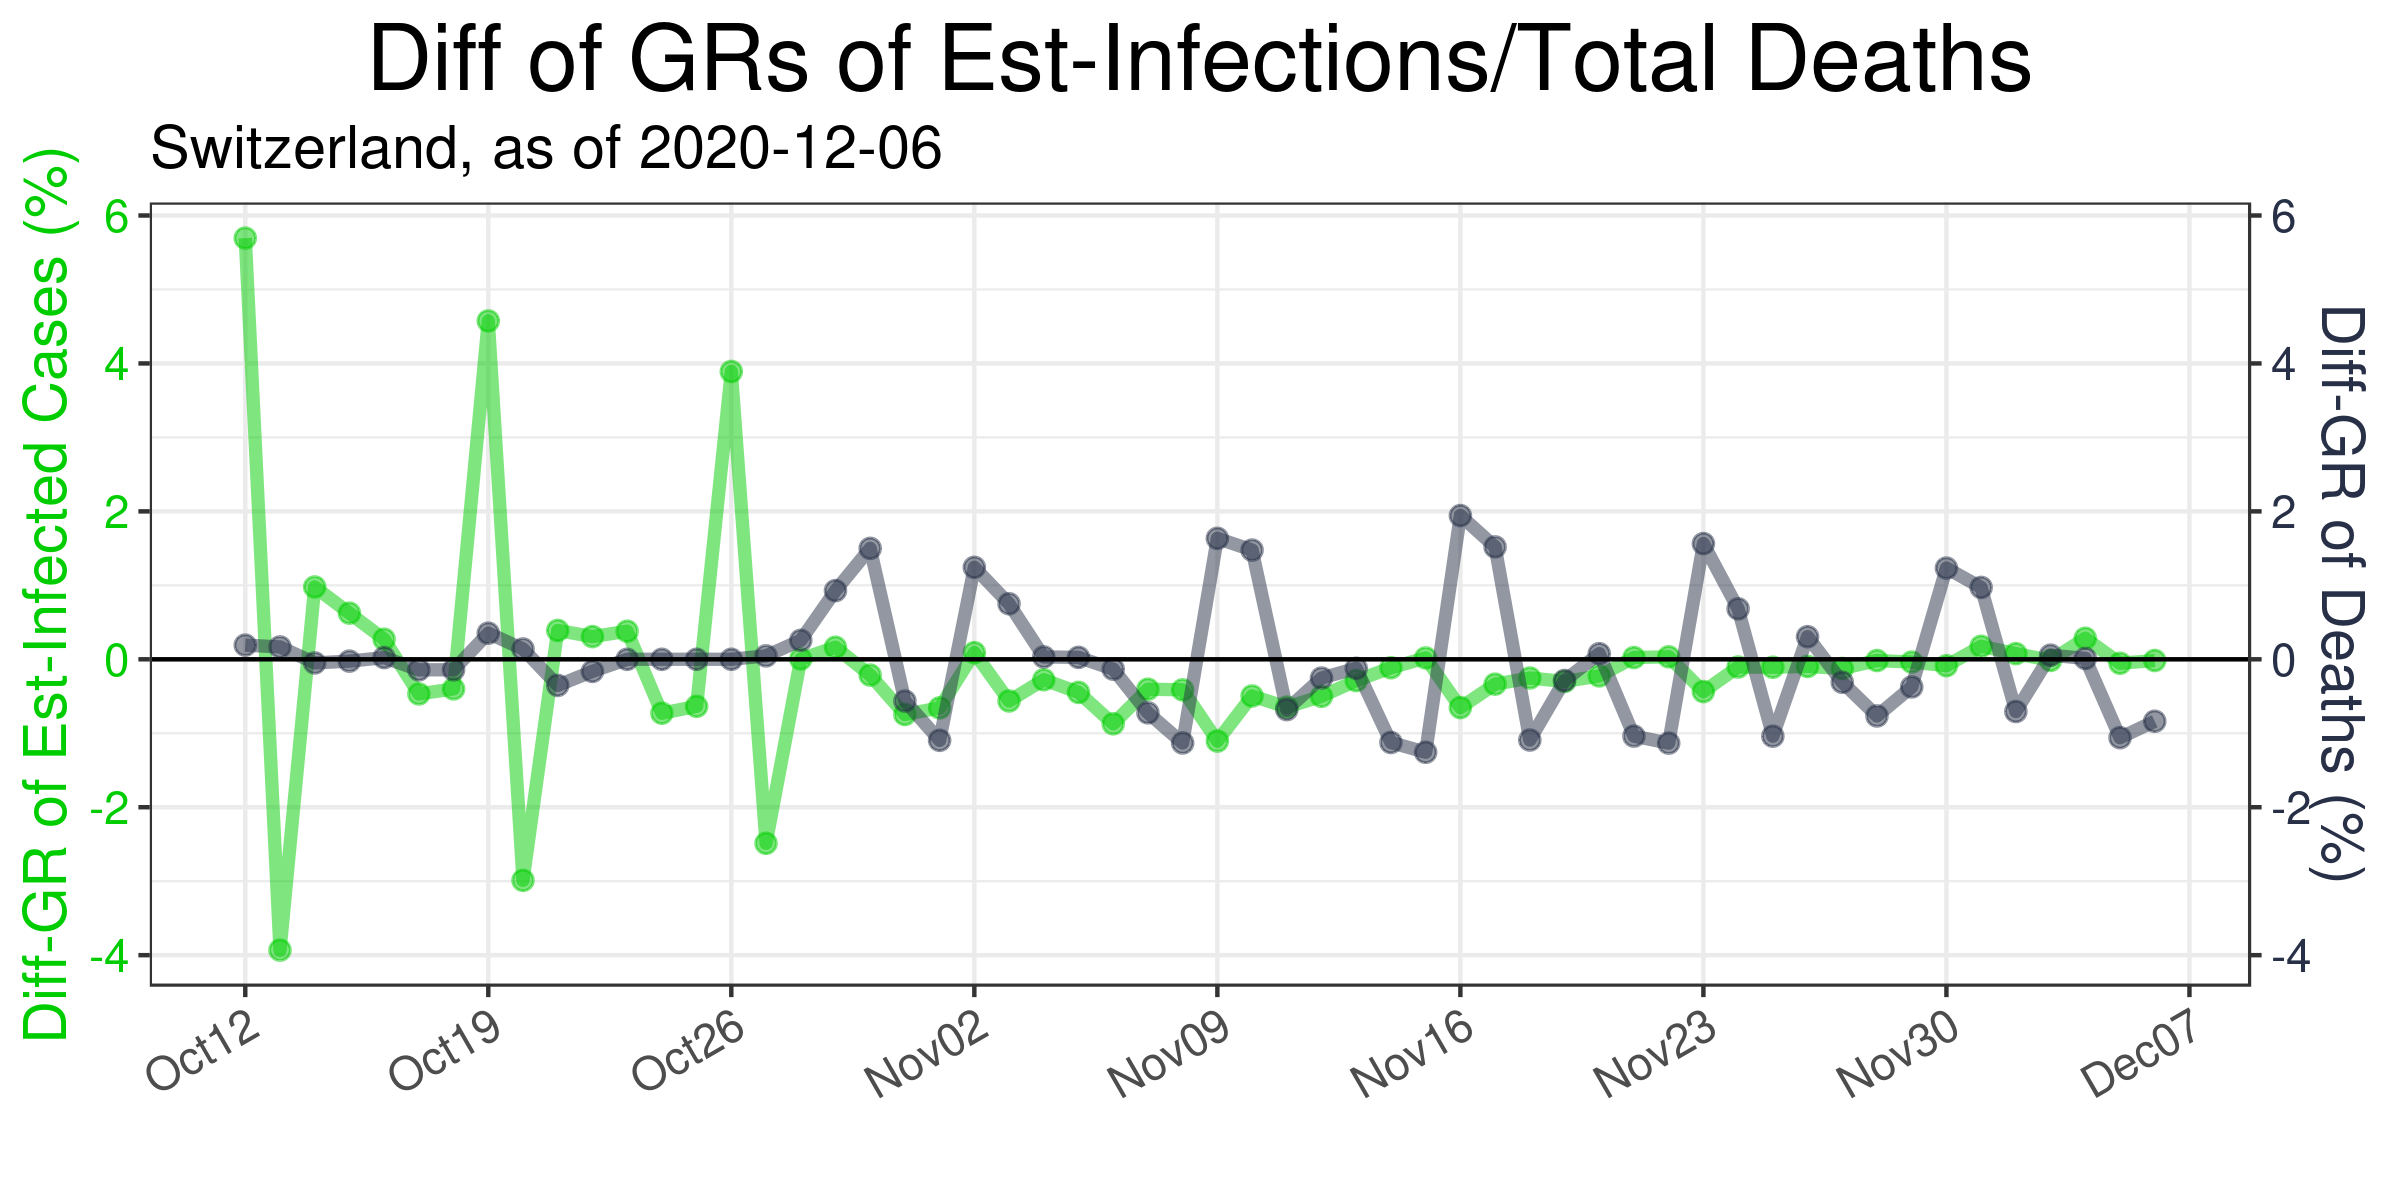 Diff of GRs of Est-Infections/Total Deaths
Switzerland, as of 2020-12-06
Diff-GR of Est-Infected Cases (%)
6
4
2
0
-2
-4
6
4
2
0
-2
-4
Diff-GR of Deaths (%)
Oct12
Oct19
Oct26
Nov02
Nov09
Nov16
Nov23
Nov30
Dec07